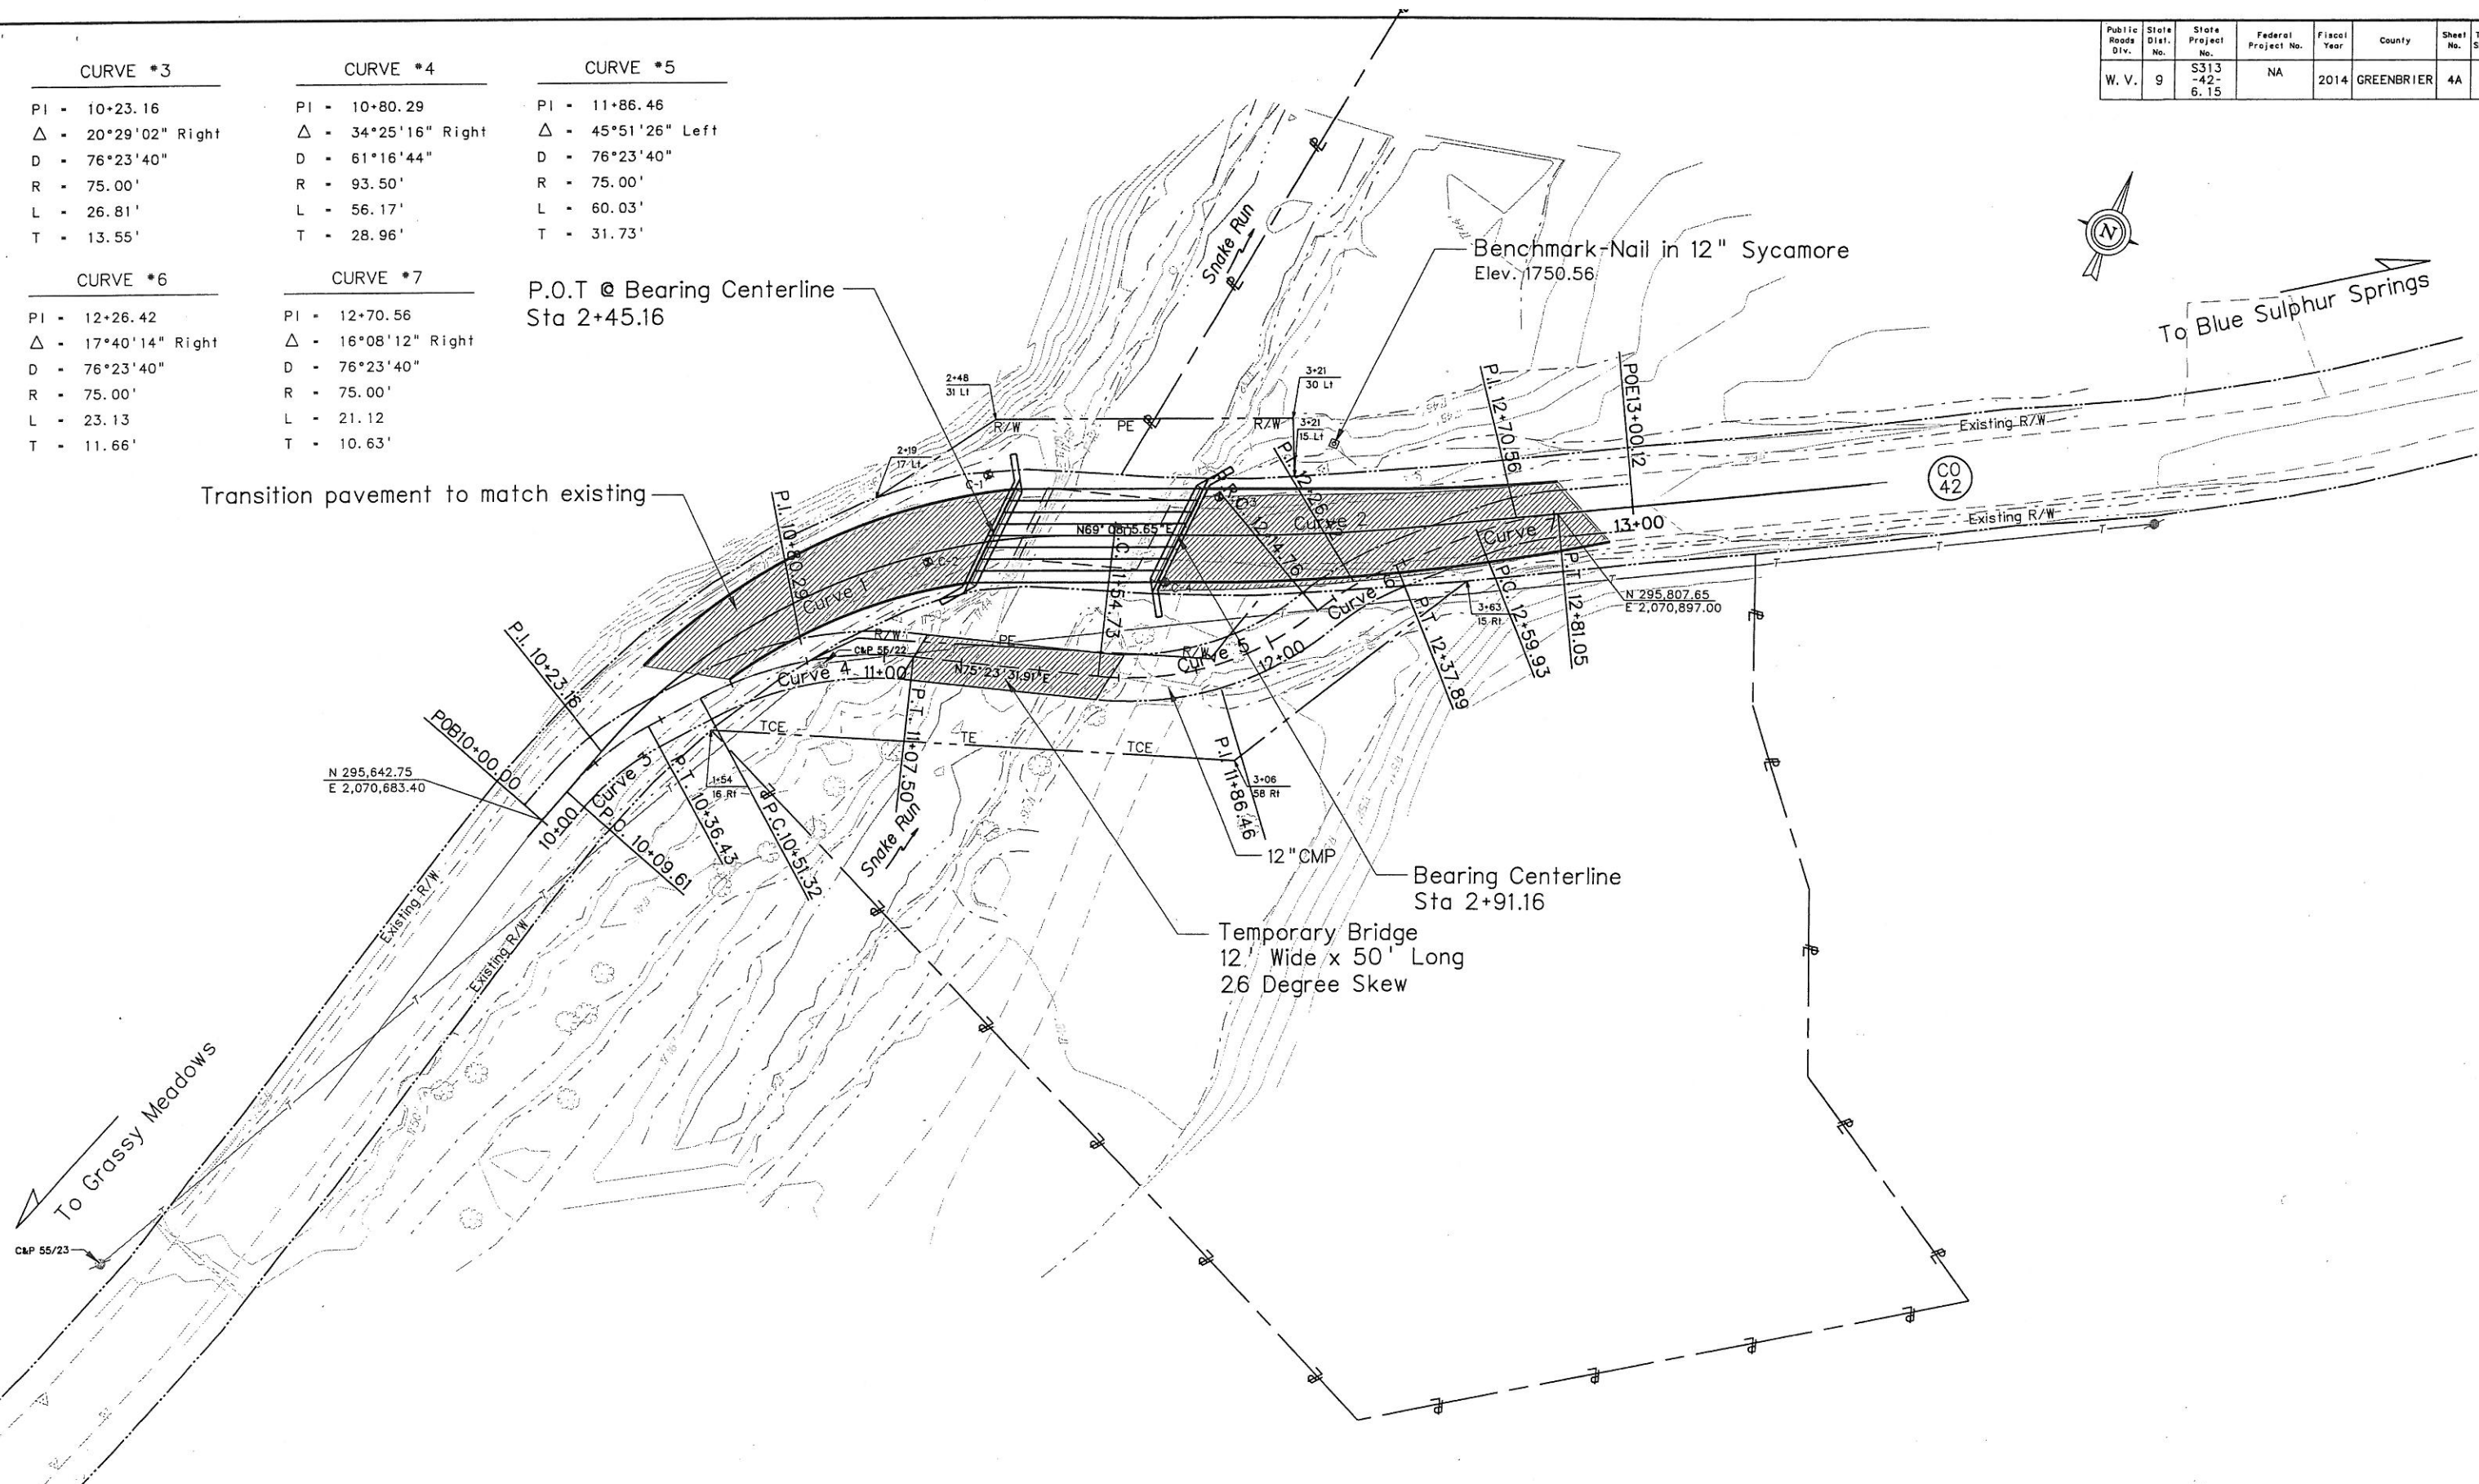 Public Roads Div.
State Dist. No.
State Project No.
Federal Project No.
Fiscal Year
County
Sheet No.
W. V.
9
S313 -42- 6.15
NA
2014
GREENBRIER
4A
CURVE #3
PI - 10+23.16
Δ - 20°29'02" Right
D - 76°23'40"
R - 75.00'
L - 26.81'
T - 13.55'
CURVE #4
PI - 10+80.29
Δ - 34°25'16" Right
D - 61°16'44"
R - 93.50'
L - 56.17'
T - 28.96'
CURVE #5
PI - 11+86.46
Δ - 45°51'26" Left
D - 76°23'40"
R - 75.00'
L - 60.03'
T - 31.73'
CURVE #6
PI - 12+26.42
Δ - 17°40'14" Right
D - 76°23'40"
R - 75.00'
L - 23.13
T - 11.66'
CURVE #7
PI - 12+70.56
Δ - 16°08'12" Right
D - 76°23'40"
R - 75.00'
L - 21.12
T - 10.63'
P.O.T @ Bearing Centerline
Sta 2+45.16
Snake Run
Benchmark-Nail in 12" Sycamore
Elev. 1750.56
N
To Blue Sulphur Springs
2+48
31 Lt
3+21
30 Lt
3+21
15 Lt
2+19
17 Lt
R/W
PE
R/W
P.I. 12+70.56
POE13+00.12
Existing R/W
CO
42
Existing R/W
Transition pavement to match existing
P.I. 10+80.29
C-1
C-2
C-4
Curve 1
Curve 2
Curve 7
13+00
P.T. 12+81.05
P.C. 12+59.93
N 295,807.65
E 2,070,897.00
3+63
15 Rt
Curve 6
P.T. 12+37.89
R/W
PE
R/W
C&P 55/22
Curve 4
11+00
N75°23'31.91"E
Curve 5
12+00
P.T. 11+07.50
P.I. 10+23.16
POB10+00.00
N 295,642.75
E 2,070,683.40
10+00
Curve 3
P.T. 10+36.43
P.C.10+51.32
1+54
16 Rt
TCE
TE
TCE
P.I. 11+86.46
3+06
58 Rt
12"CMP
Snake Run
Bearing Centerline
Sta 2+91.16
Temporary Bridge
12' Wide x 50' Long
26 Degree Skew
Existing R/W
Existing R/W
To Grassy Meadows
C&P 55/23